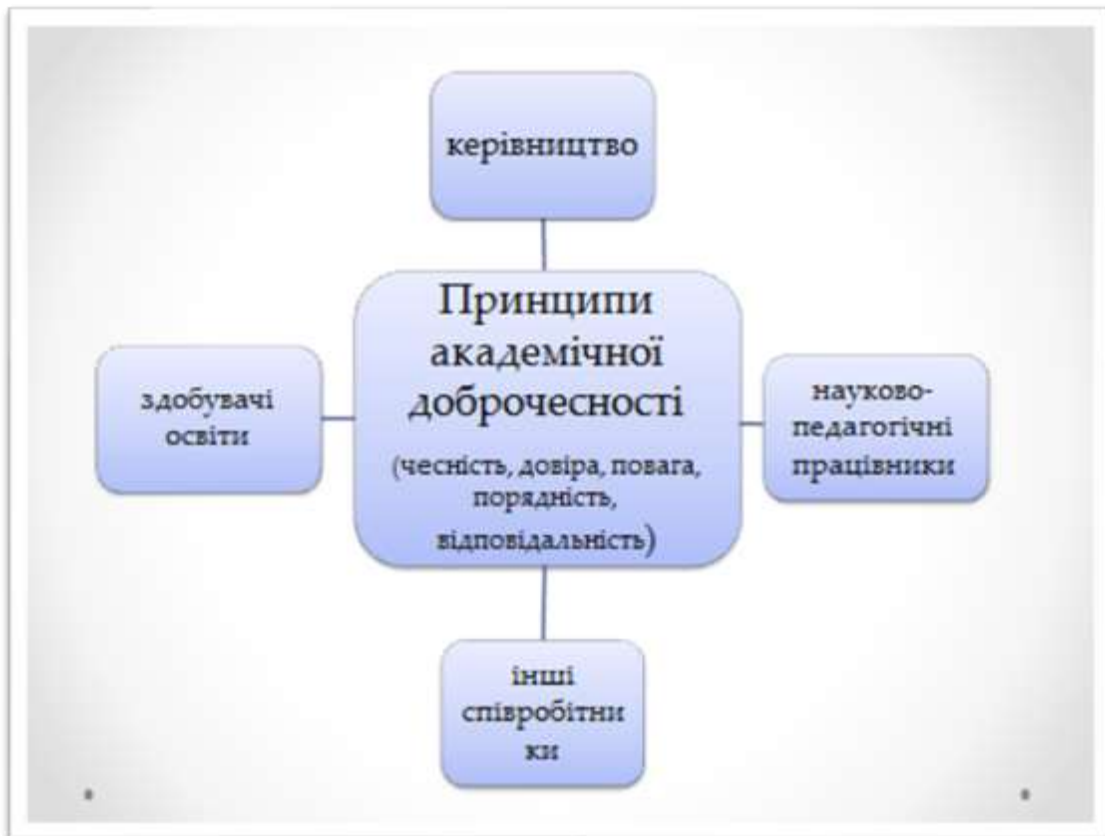 керівництво
Принципи
академічної
доброчесності
(чесність, довіра, повага,
порядність,
відповідальність)
здобувачі
освіти
науково-
педагогічні
працівники
інші
співробітни
ки